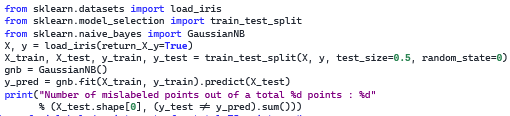 from sklearn.datasets import load_iris
from sklearn.model_selection import train_test_split
from sklearn.naive_bayes import GaussianNB
X, y = load_iris(return_X_y=True)
X_train, X_test, y_train, y_test = train_test_split(X, y, test_size=0.5, random_state=0)
gnb = GaussianNB()
y_pred = gnb.fit(X_train, y_train).predict(X_test)
print("Number of mislabeled points out of a total %d points : %d"
% (X_test.shape[0], (y_test ≠ y_pred).sum()))